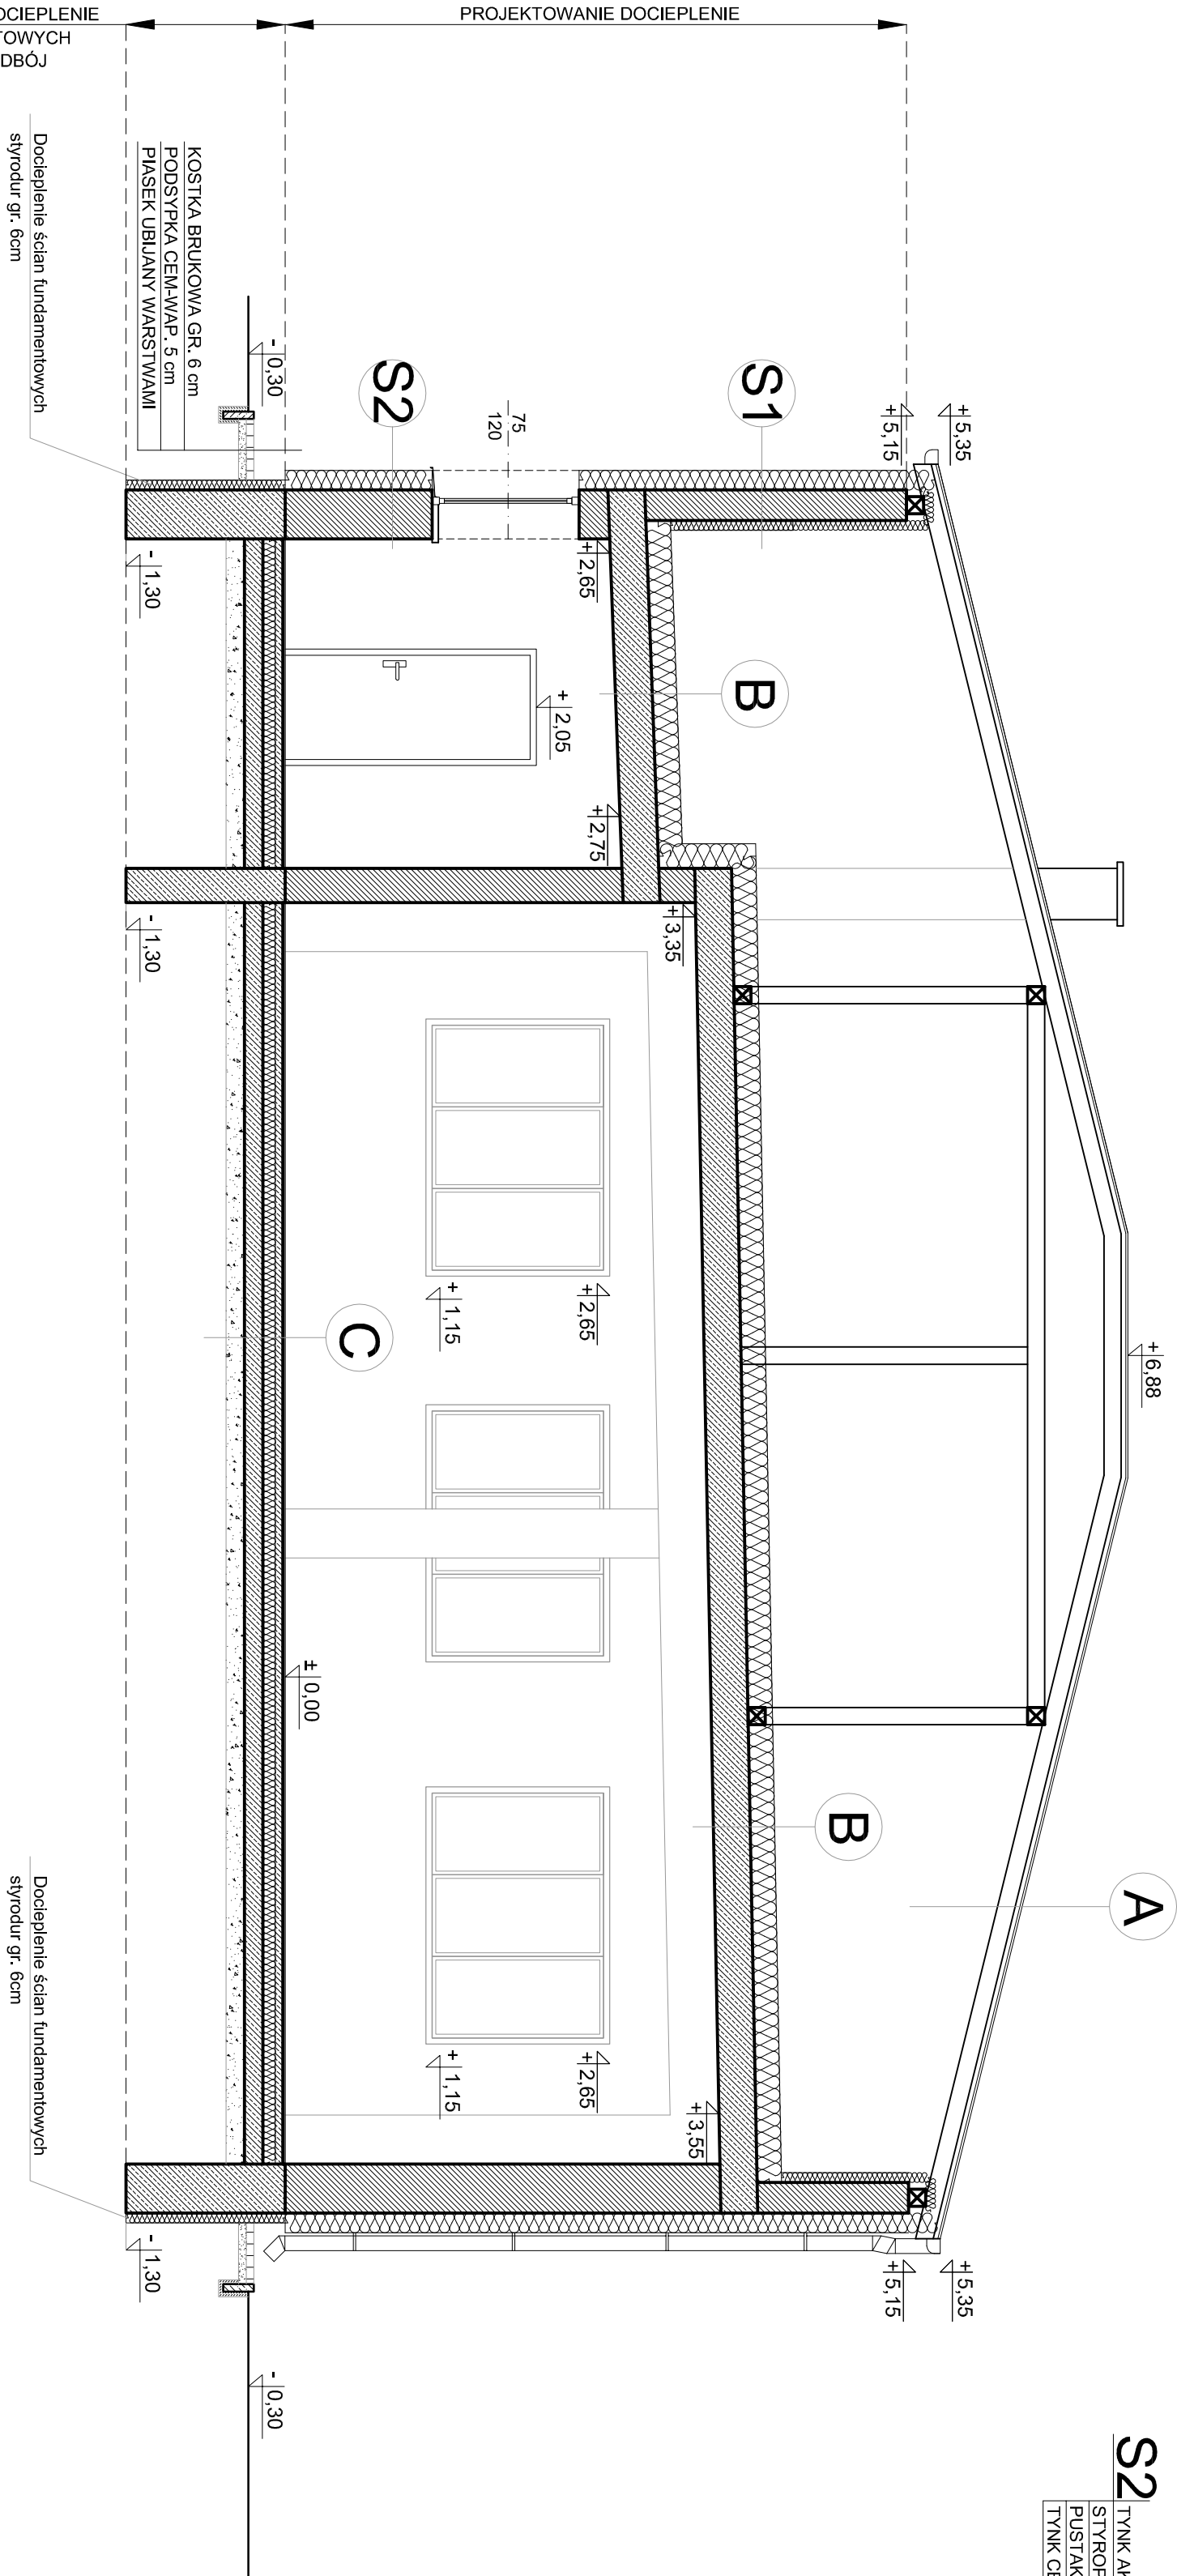 PROJEKTOWANIE DOCIEPLENIE
Docieplenie ścian fundamentowych
styrodur gr. 6cm
KOSTKA BRUKOWA GR. 6 cm
PODSYPKA CEM-WAP. 5 cm
PIASEK UBIJANY WARSTWAMI
- 0,30
S2
75
120
S1
+ 5,15
+ 5,35
- 1,30
+ 2,65
+ 2,05
B
+ 2,75
- 1,30
+ 3,35
C
+ 1,15
+ 2,65
+ 6,88
± 0,00
B
A
+ 1,15
+ 2,65
+ 3,55
Docieplenie ścian fundamentowych
styrodur gr. 6cm
- 1,30
+ 5,15
+ 5,35
- 0,30
S2
TYNK